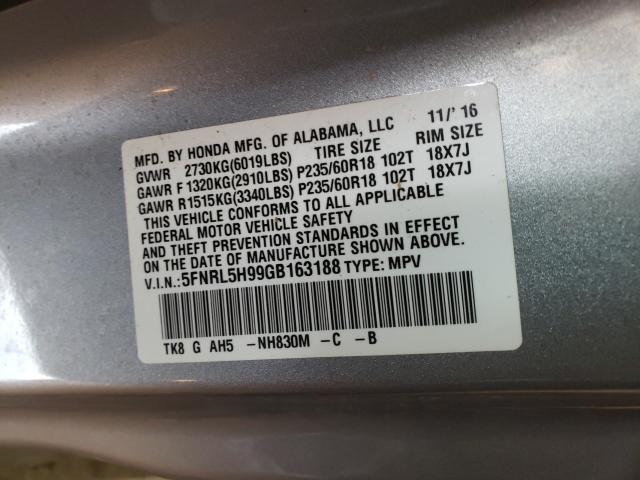 MFD. BY HONDA MFG. OF ALABAMA, LLC 11/' 16
GVWR 2730KG(6019LBS) TIRE SIZE RIM SIZE
GAWR F 1320KG(2910LBS) P235/60R18 102T 18X7J
GAWR R1515KG(3340LBS) P235/60R18 102T 18X7J
THIS VEHICLE CONFORMS TO ALL APPLICABLE
FEDERAL MOTOR VEHICLE SAFETY
AND THEFT PREVENTION STANDARDS IN EFFECT
ON THE DATE OF MANUFACTURE SHOWN ABOVE.
V.I.N.:5FNRL5H99GB163188 TYPE: MPV
TK8 G AH5 -NH830M -C -B